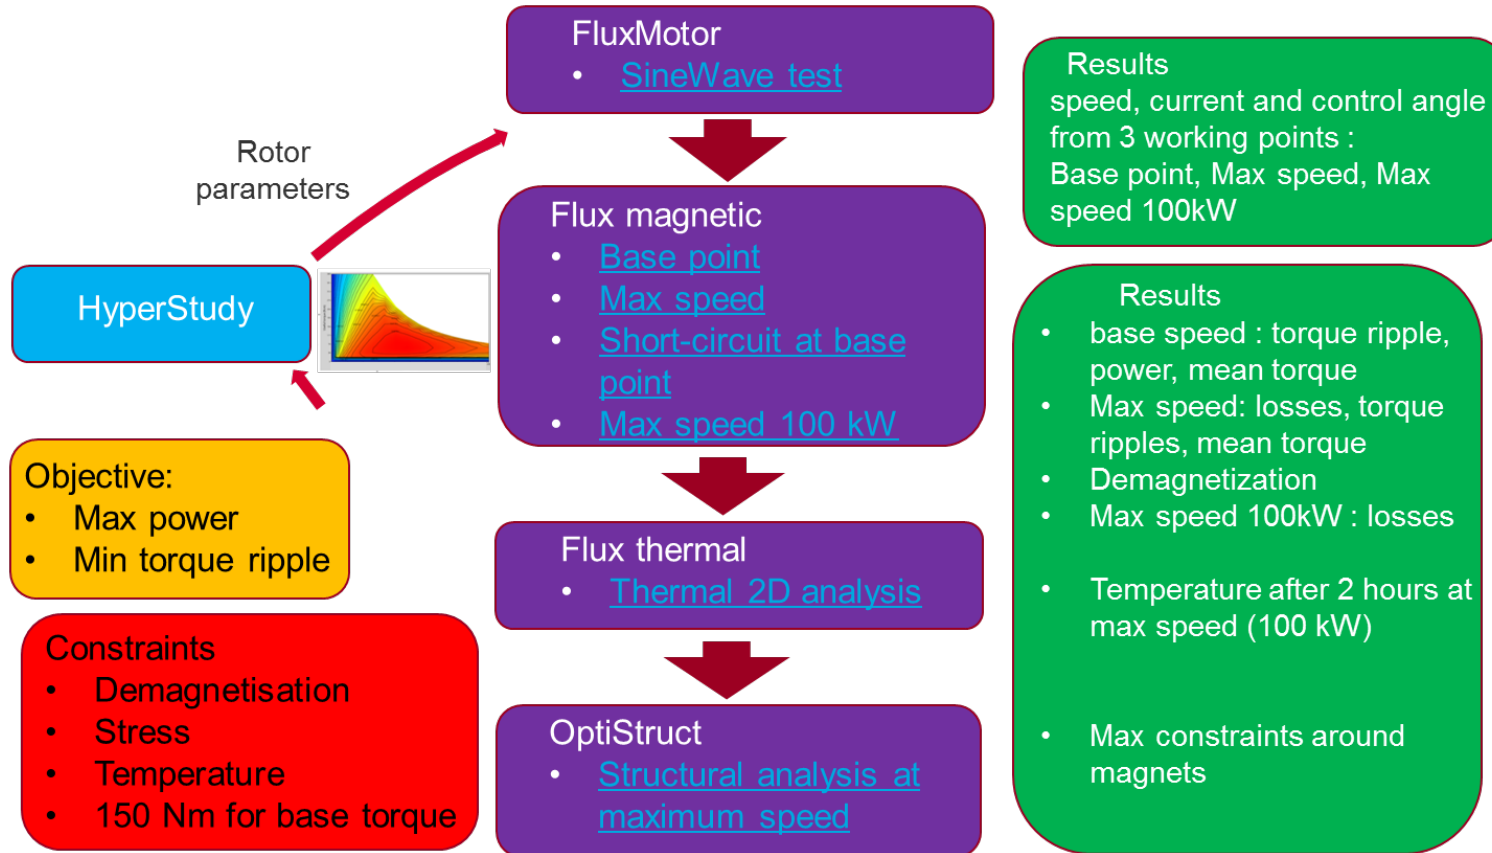 FluxMotor
• SineWave test
Rotor
parameters
HyperStudy
Objective:
• Max power
• Min torque ripple
Constraints
• Demagnetisation
• Stress
• Temperature
• 150 Nm for base torque
Flux magnetic
• Base point
• Max speed
• Short-circuit at base
point
• Max speed 100 kW
Flux thermal
• Thermal 2D analysis
OptiStruct
• Structural analysis at
maximum speed
Results
speed, current and control angle
from 3 working points :
Base point, Max speed, Max
speed 100kW
Results
• base speed : torque ripple,
power, mean torque
• Max speed: losses, torque
ripples, mean torque
• Demagnetization
• Max speed 100kW : losses
• Temperature after 2 hours at
max speed (100 kW)
• Max constraints around
magnets